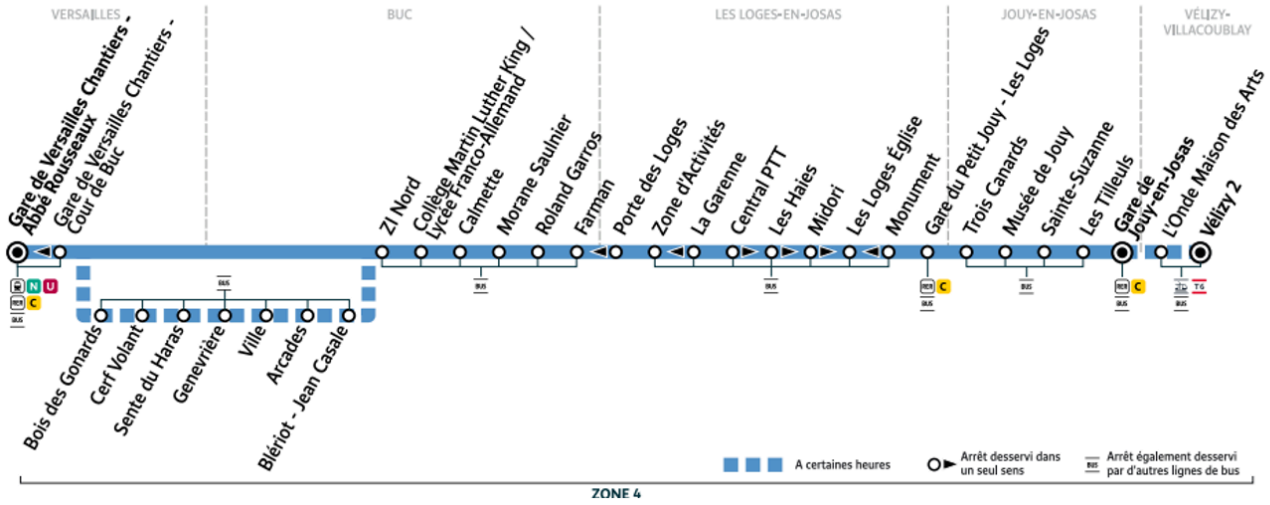 VERSAILLES
BUC
LES LOGES-EN-JOSAS
JOUY-EN-JOSAS
VÉLIZY-
VILLACOUBLAY
Gare de Versailles Chantiers -
Abbé Rousseaux
Gare de Versailles Chantiers -
Cour de Buc
ZI Nord
Collège Martin Luther King /
Lycée Franco-Allemand
Calmette
Morane Saulnier
Roland Garros
Farman
Porte des Loges
Zone d'Activités
La Garenne
Central PTT
Les Haies
Midori
Les Loges Église
Monument
Gare du Petit Jouy - Les Loges
Trois Canards
Musée de Jouy
Sainte-Suzanne
Les Tilleuls
Gare de
Jouy-en-Josas
L'Onde Maison des Arts
Vélizy 2
N U
RER C
BUS
BUS
BUS
BUS
RER C
BUS
BUS
RER C
BUS
T6
BUS
Bois des Gonards
Cerf Volant
Sente du Haras
Genevrière
Ville
Arcades
Blériot - Jean Casale
A certaines heures
Arrêt desservi dans
un seul sens
BUS
Arrêt également desservi
par d'autres lignes de bus
ZONE 4